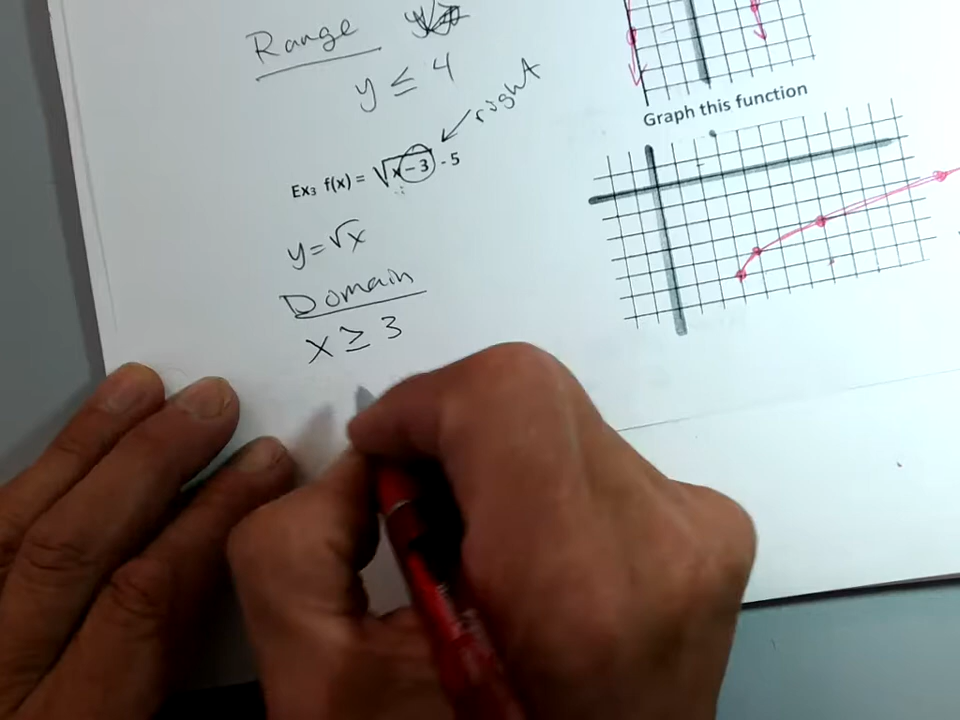 Range
y ≤ 4
right
Graph this function
Ex₃ f(x) = √x - 3 - 5
y = √x
Domain
x ≥ 3